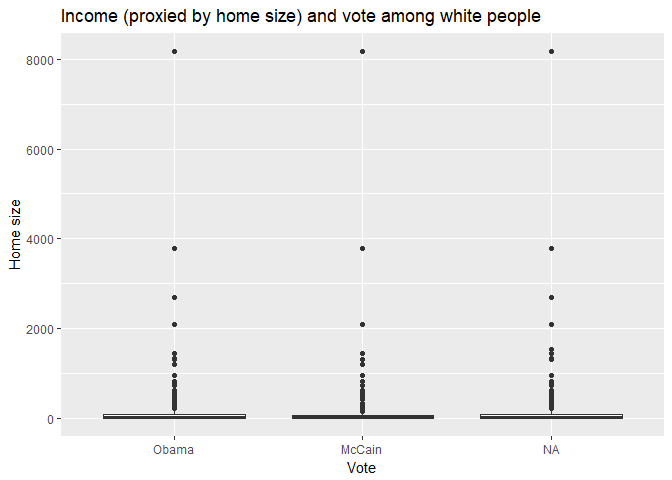 Income (proxied by home size) and vote among white people
8000
6000
4000
2000
0
Home size
Obama
McCain
NA
Vote